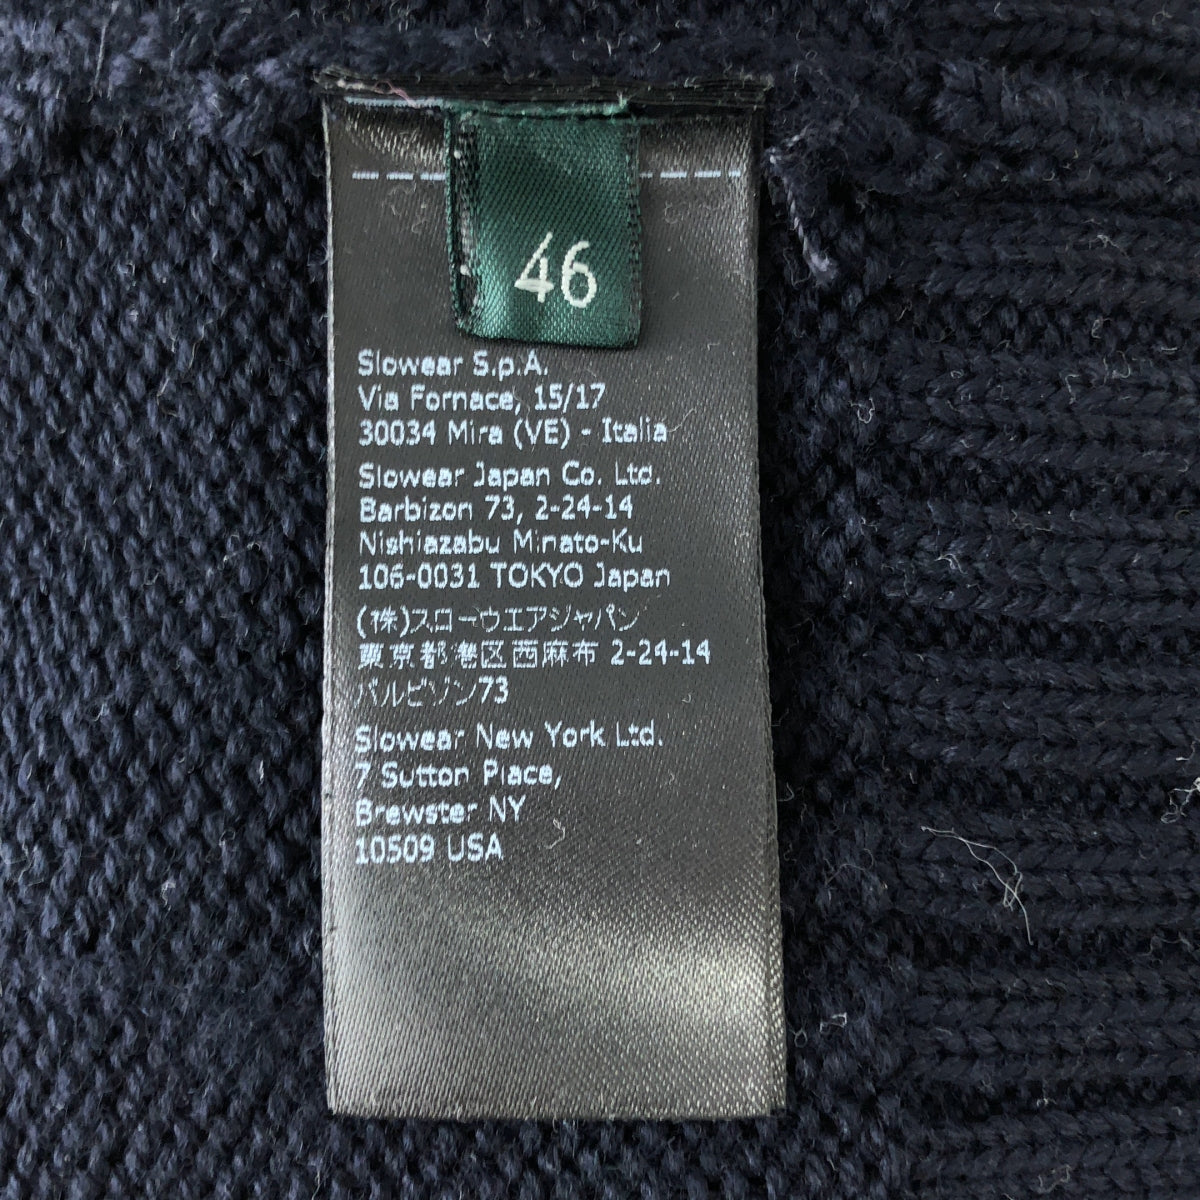 46
Slowear S.p.A.
Via Fornace, 15/17
30034 Mira (VE) - Italia
Slowear Japan Co. Ltd.
Barbizon 73, 2-24-14
Nishiazabu Minato-Ku
106-0031 TOKYO Japan
(株)スローウエアジャパン
東京都港区西麻布 2-24-14
バルビゾン73
Slowear New York Ltd.
7 Sutton Place,
Brewster NY
10509 USA